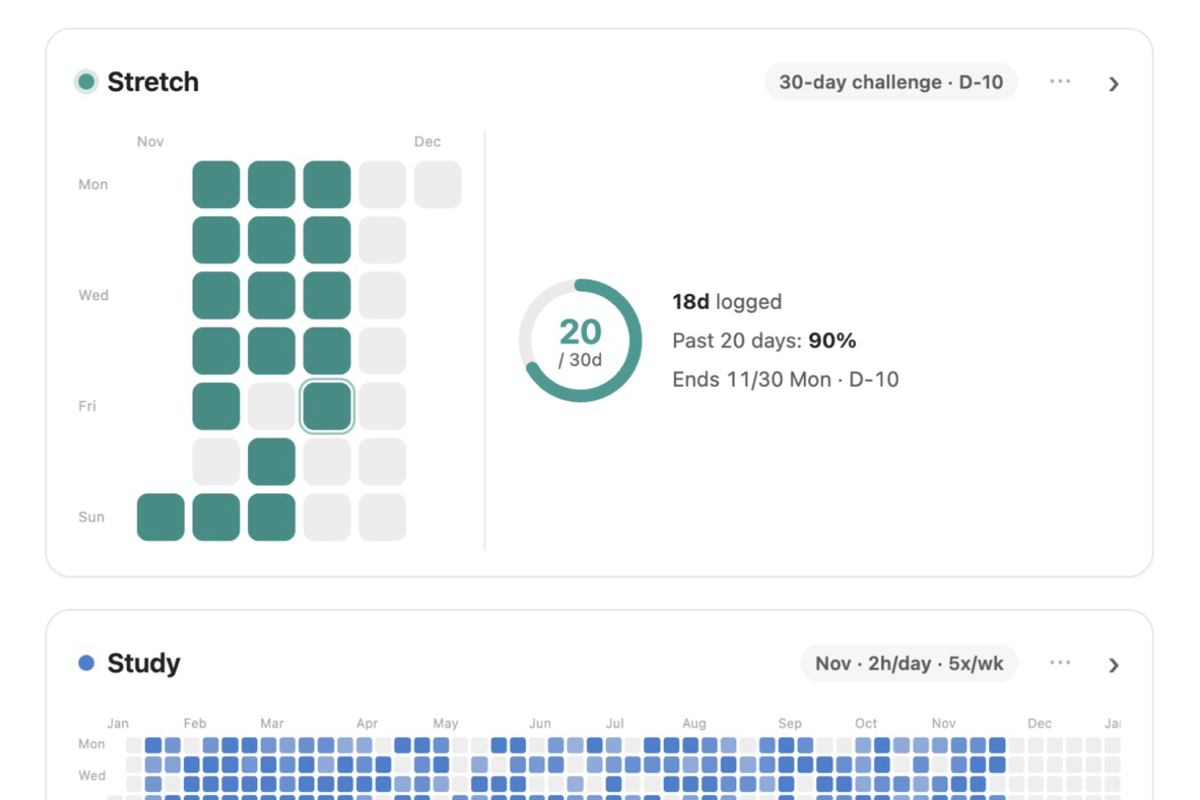 Stretch
30-day challenge · D-10
Nov Dec
Mon
Wed
Fri
Sun
20
/ 30d
18d logged
Past 20 days: 90%
Ends 11/30 Mon · D-10
Study
Nov · 2h/day · 5x/wk
Jan Feb Mar Apr May Jun Jul Aug Sep Oct Nov Dec Ja
Mon
Wed